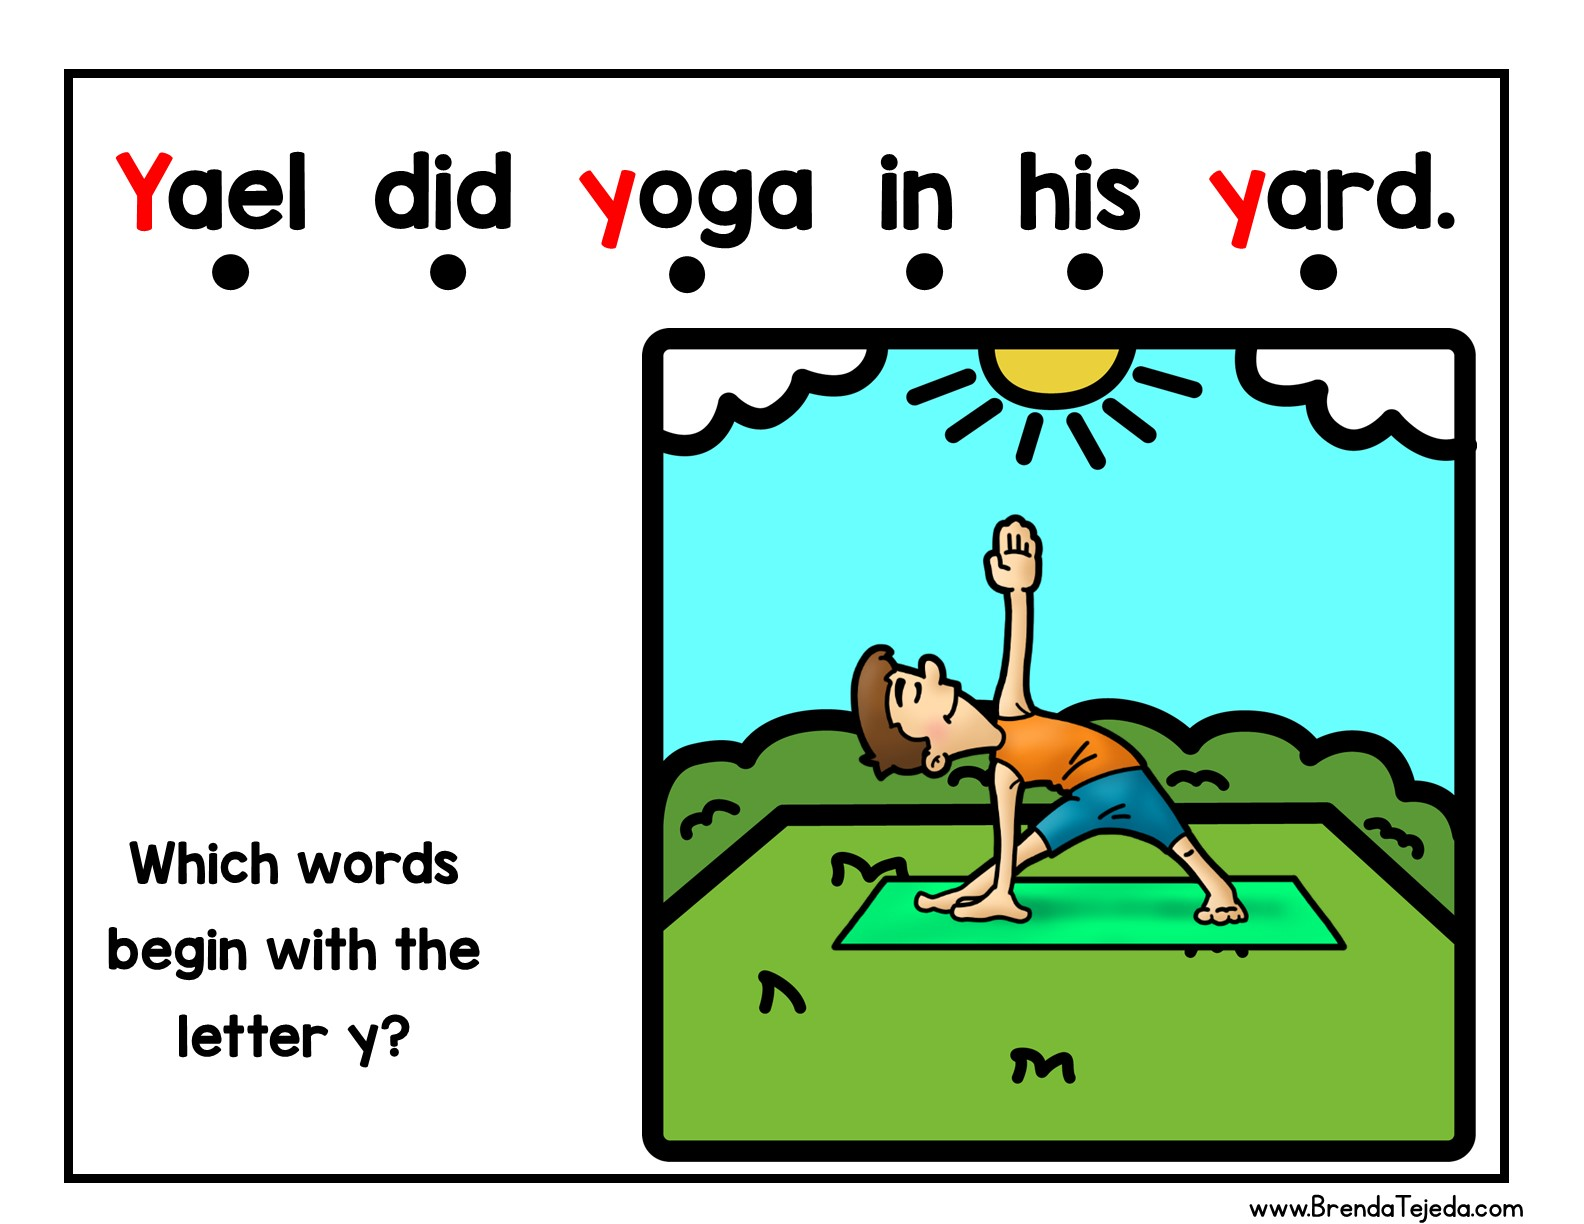 Yael did yoga in his yard.
Which words
begin with the
letter y?
www.BrendaTejeda.com